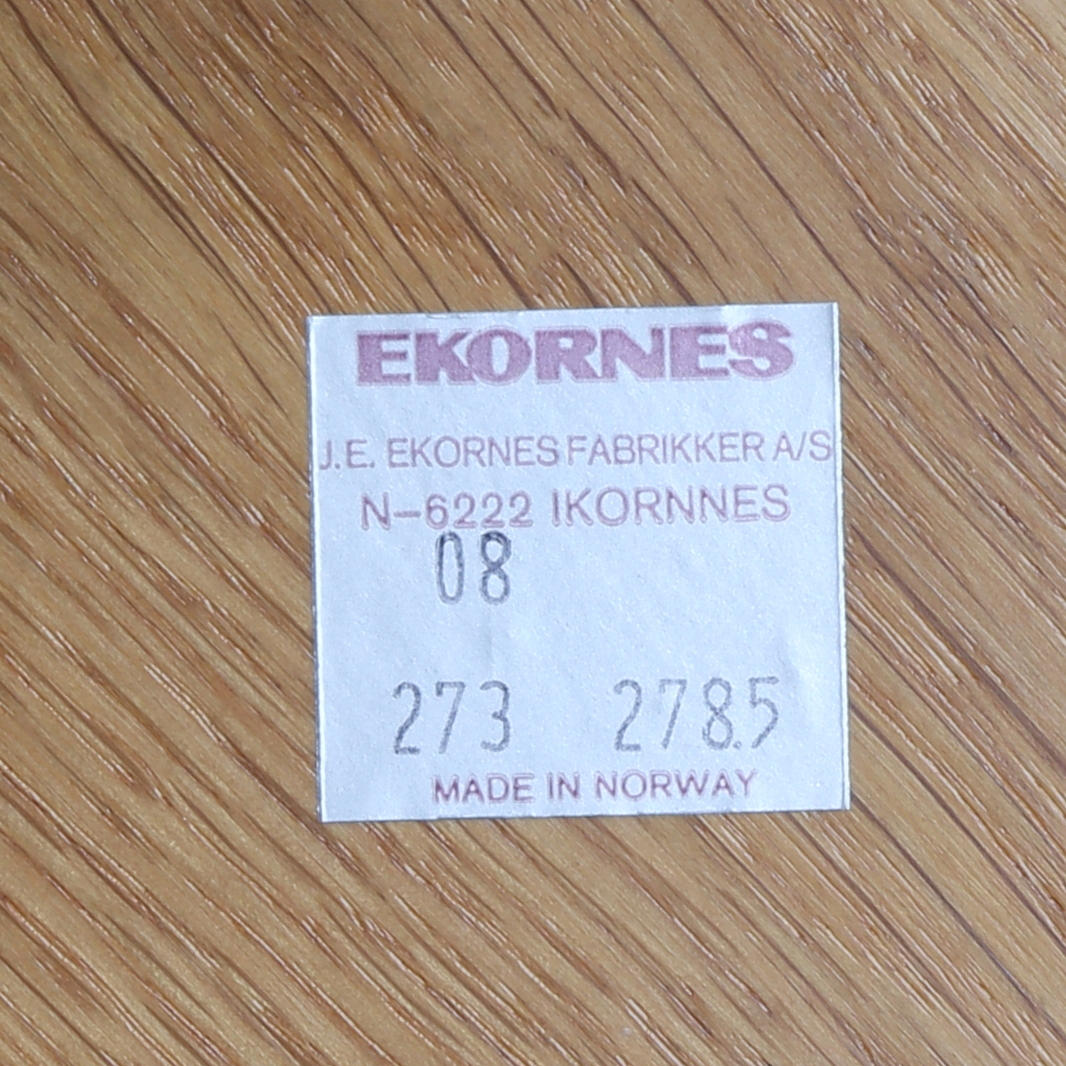 EKORNES
J.E. EKORNES FABRIKKER A/S
N-6222 IKORNNES
08
273 278.5
MADE IN NORWAY